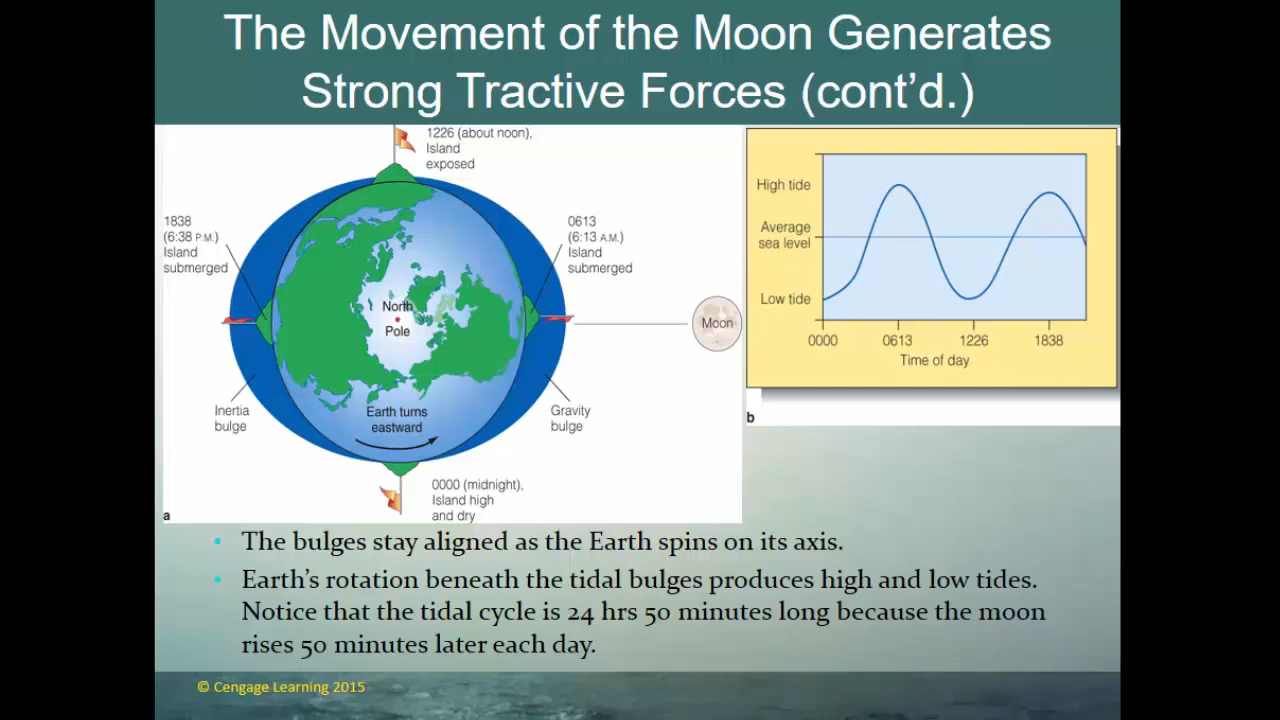 The Movement of the Moon Generates
Strong Tractive Forces (cont’d.)
1226 (about noon),
Island
exposed
1838
(6:38 P.M.)
Island
submerged
0613
(6:13 A.M.)
Island
submerged
North
Pole
Moon
Inertia
bulge
Earth turns
eastward
Gravity
bulge
0000 (midnight),
Island high
and dry
a
High tide
Average
sea level
Low tide
0000 0613 1226 1838
Time of day
b
• The bulges stay aligned as the Earth spins on its axis.
• Earth’s rotation beneath the tidal bulges produces high and low tides.
Notice that the tidal cycle is 24 hrs 50 minutes long because the moon
rises 50 minutes later each day.
© Cengage Learning 2015